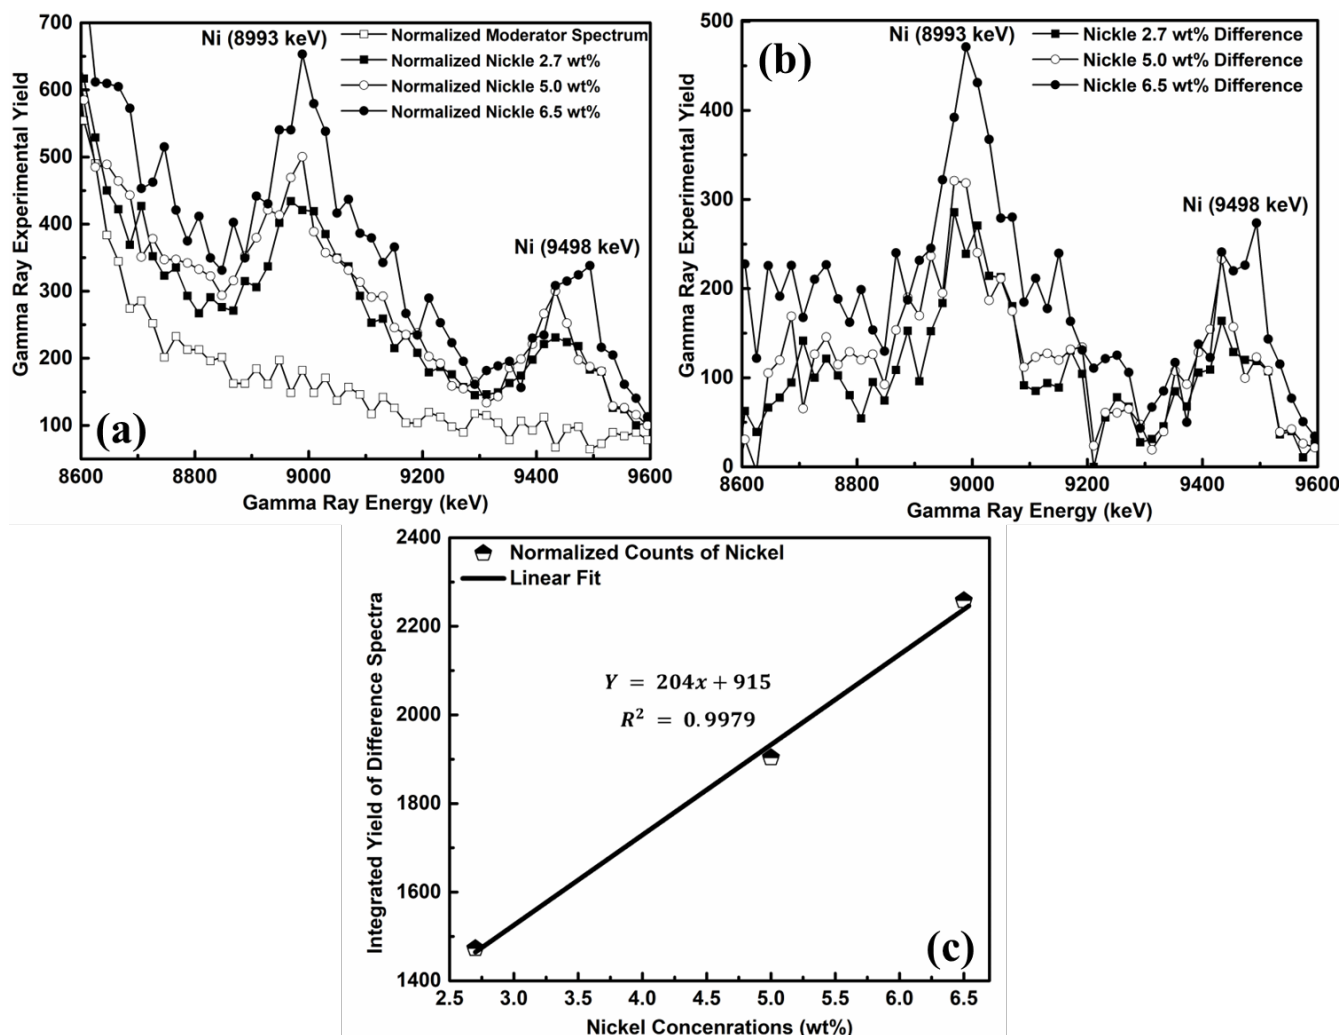 Gamma Ray Experimental Yield
700
600
500
400
300
200
100
Ni (8993 keV)
Normalized Moderator Spectrum
Normalized Nickle 2.7 wt%
Normalized Nickle 5.0 wt%
Normalized Nickle 6.5 wt%
Ni (9498 keV)
(a)
8600 8800 9000 9200 9400 9600
Gamma Ray Energy (keV)
Gamma Ray Experimental Yield
500
450
400
350
300
250
200
150
100
50
0
Ni (8993 keV)
(b)
Nickle 2.7 wt% Difference
Nickle 5.0 wt% Difference
Nickle 6.5 wt% Difference
Ni (9498 keV)
8600 8800 9000 9200 9400 9600
Gamma Ray Energy (keV)
Integrated Yield of Difference Spectra
2400
2200
2000
1800
1600
1400
Normalized Counts of Nickel
Linear Fit
Y = 204x + 915
R² = 0.9979
(c)
2.5 3.0 3.5 4.0 4.5 5.0 5.5 6.0 6.5
Nickel Concenrations (wt%)